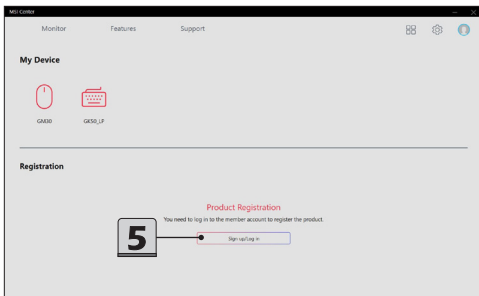 MSI Center
Monitor Features Support
My Device
GM30 GK50_LP
Registration
Product Registration
You need to log in to the member account to register the product.
5
Sign up/Log in